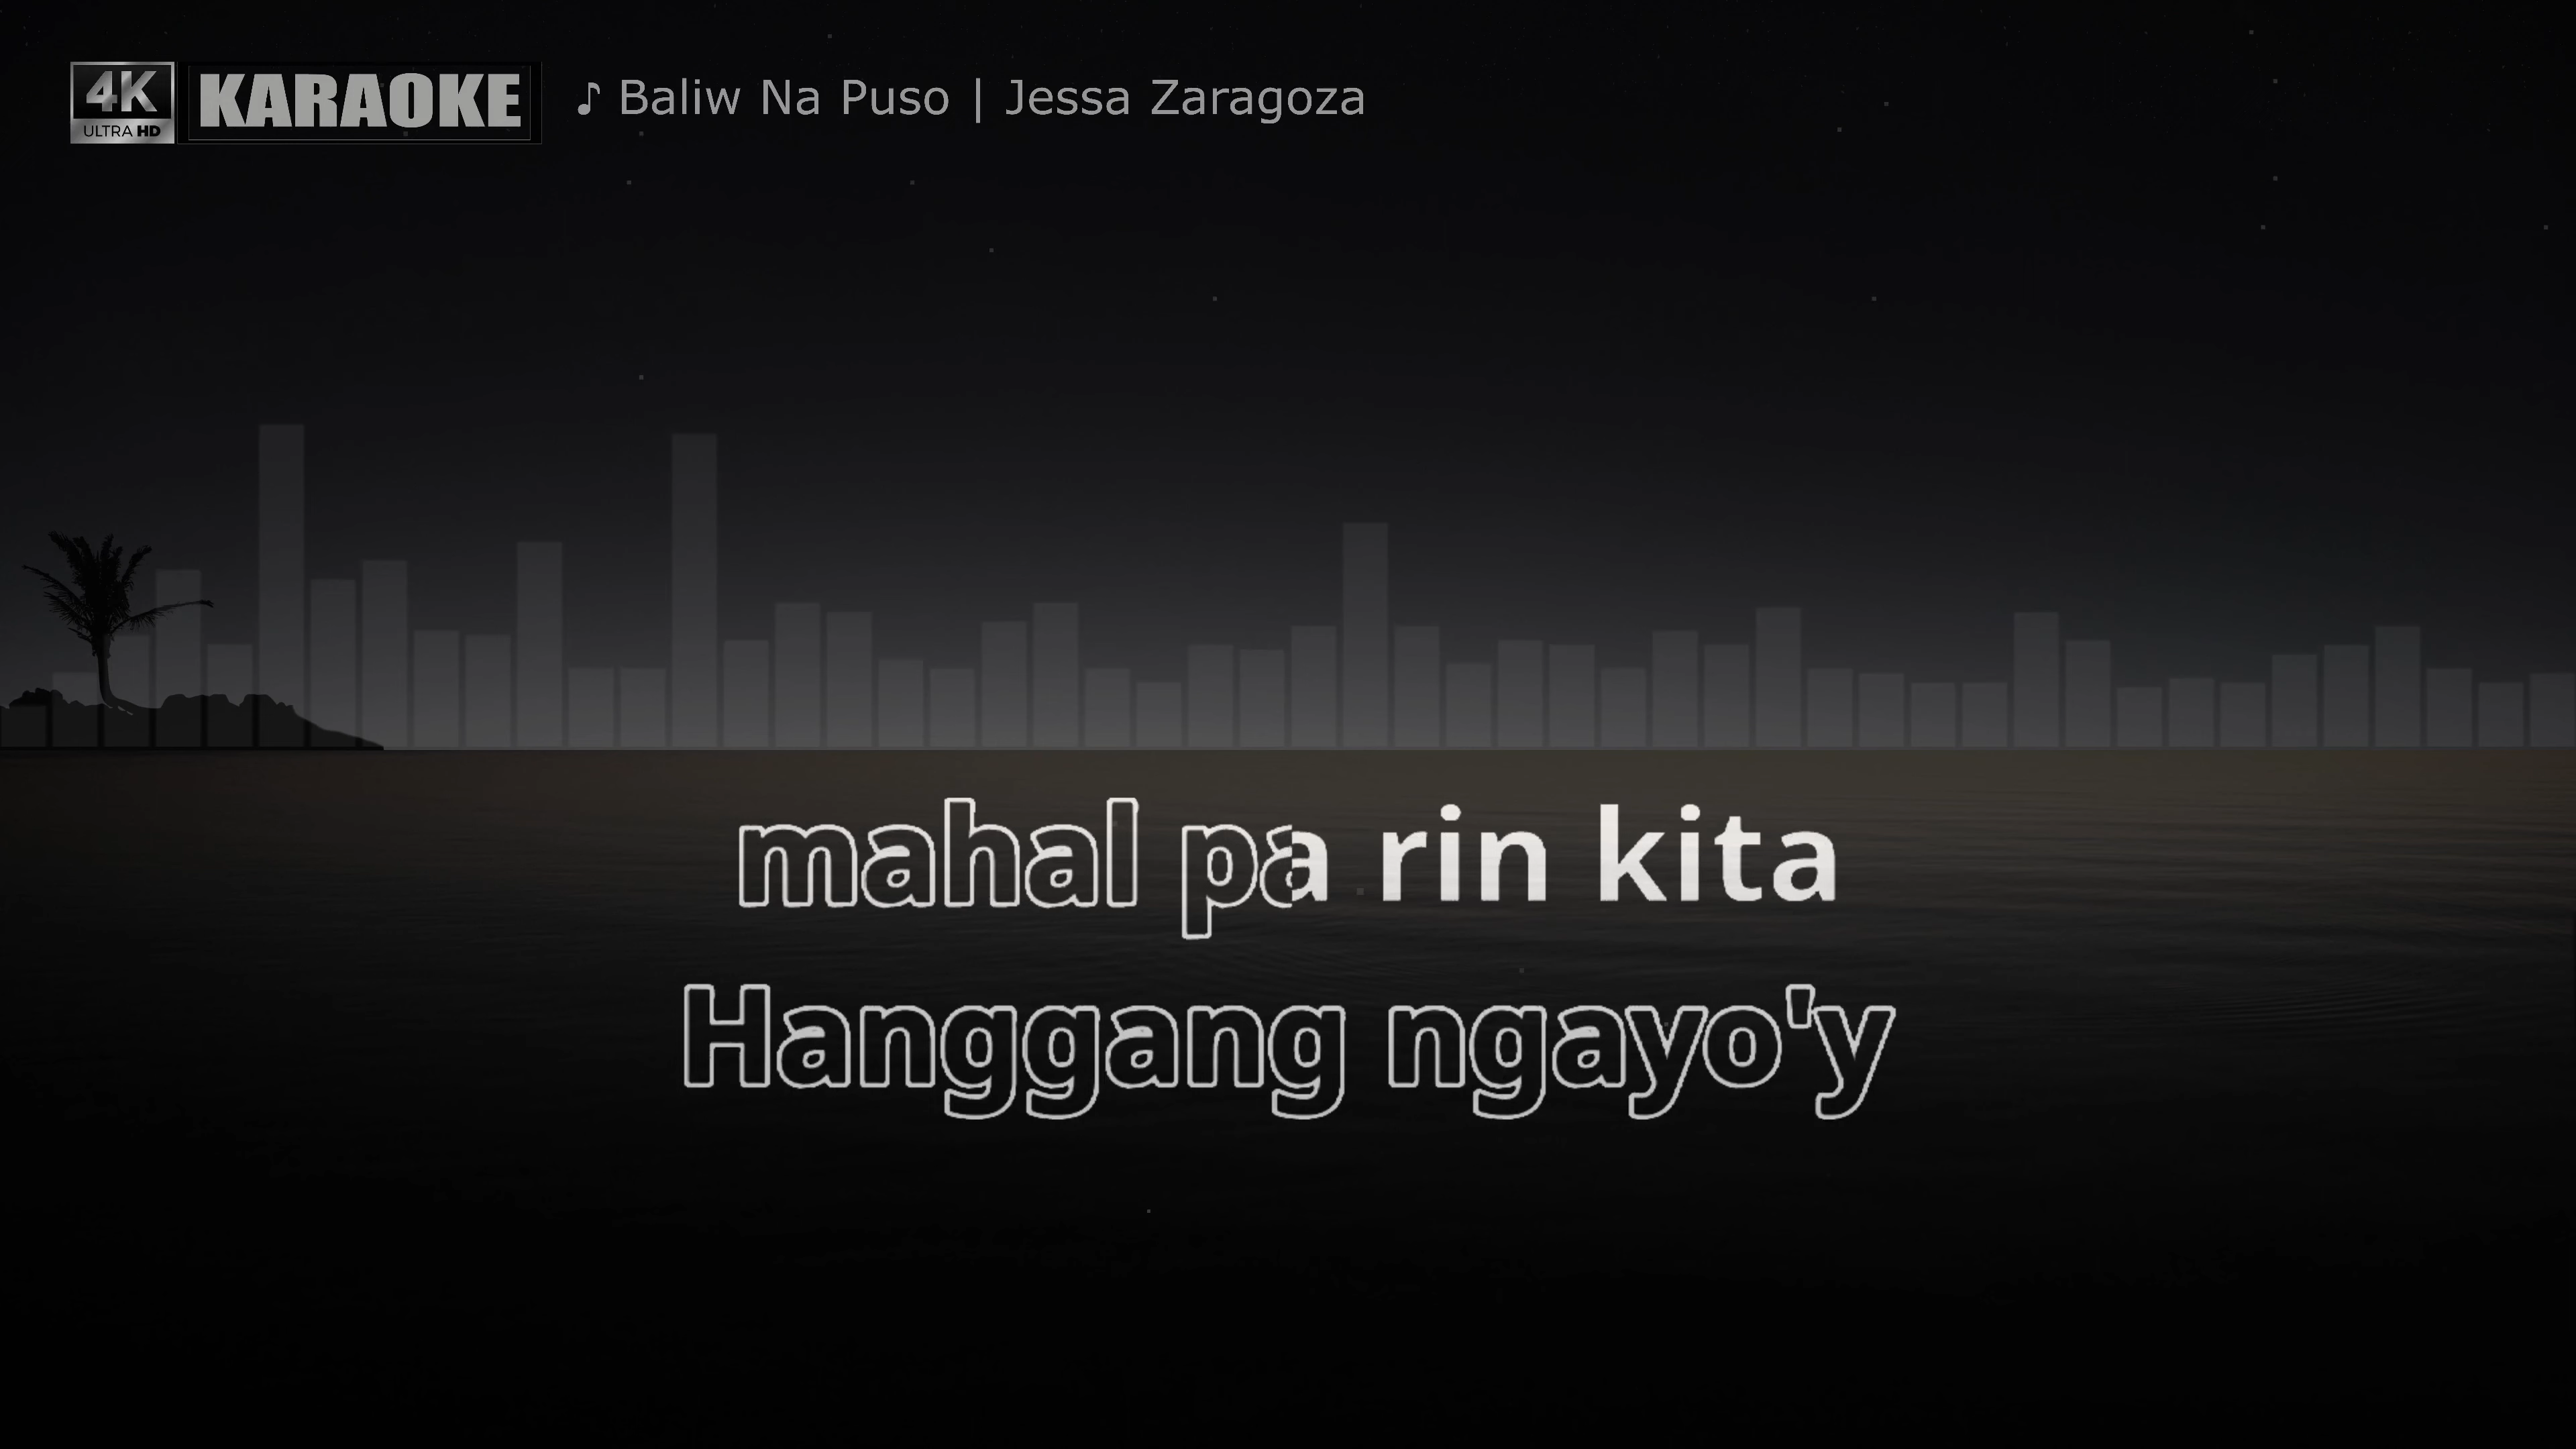 4K ULTRA HD KARAOKE ♪ Baliw Na Puso | Jessa Zaragoza
mahal pa rin kita
Hanggang ngayo'y